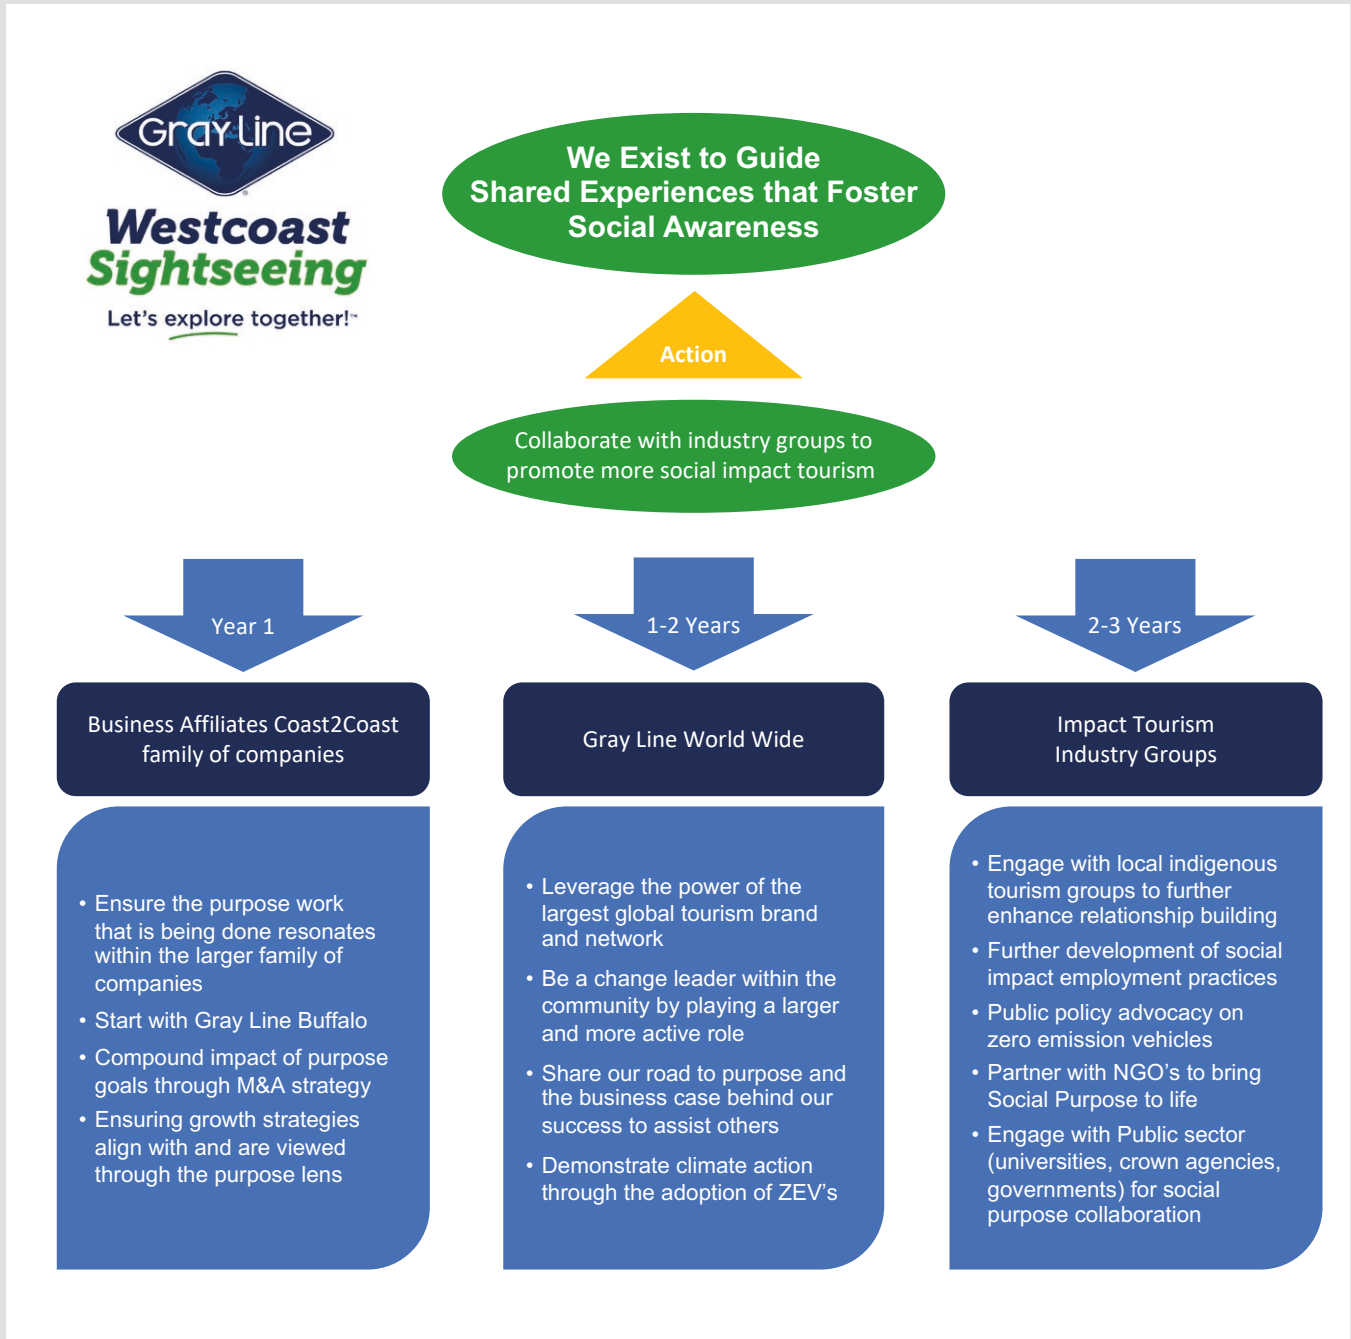 Gray Line
®
Westcoast
Sightseeing
Let's explore together!™
We Exist to Guide
Shared Experiences that Foster
Social Awareness
Action
Collaborate with industry groups to
promote more social impact tourism
Year 1
Business Affiliates Coast2Coast
family of companies
• Ensure the purpose work
that is being done resonates
within the larger family of
companies
• Start with Gray Line Buffalo
• Compound impact of purpose
goals through M&A strategy
• Ensuring growth strategies
align with and are viewed
through the purpose lens
1-2 Years
Gray Line World Wide
• Leverage the power of the
largest global tourism brand
and network
• Be a change leader within the
community by playing a larger
and more active role
• Share our road to purpose and
the business case behind our
success to assist others
• Demonstrate climate action
through the adoption of ZEV's
2-3 Years
Impact Tourism
Industry Groups
• Engage with local indigenous
tourism groups to further
enhance relationship building
• Further development of social
impact employment practices
• Public policy advocacy on
zero emission vehicles
• Partner with NGO's to bring
Social Purpose to life
• Engage with Public sector
(universities, crown agencies,
governments) for social
purpose collaboration